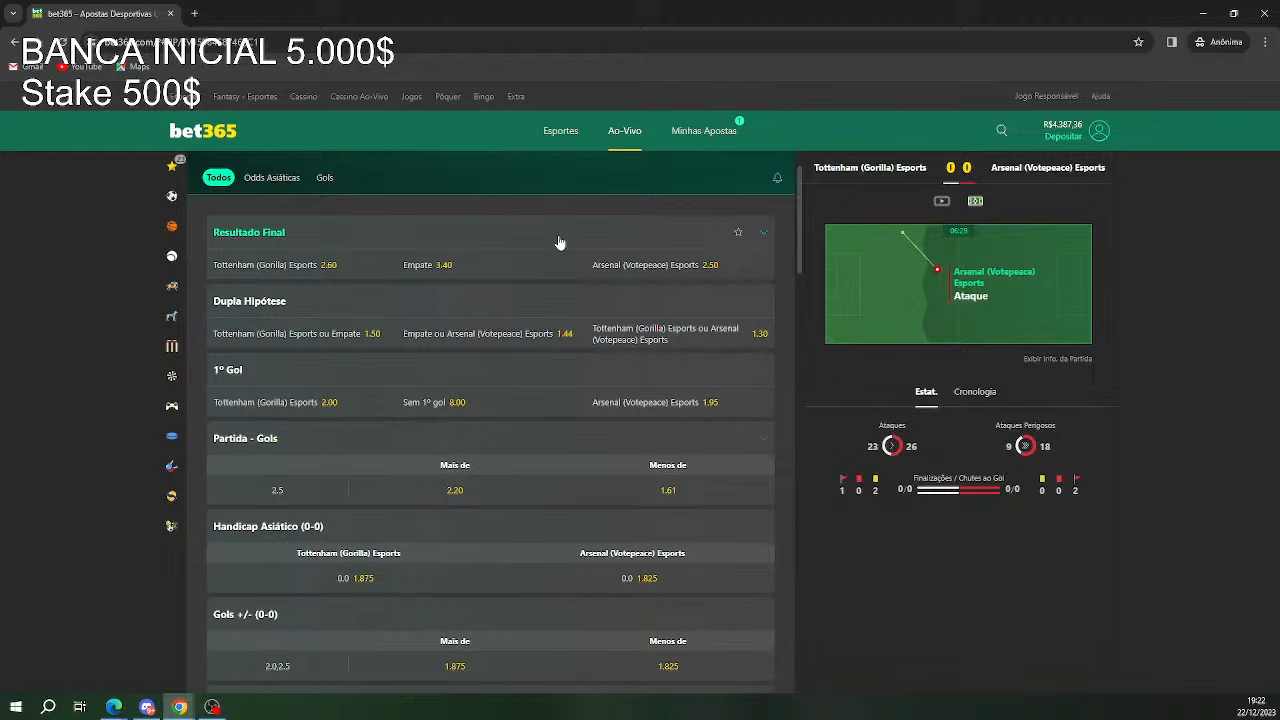 bet365 - Apostas Desportivas
BANCA INICIAL 5.000$
Gmail YouTube Maps
Anônima
Stake 500$
Fantasy - Esportes Cassino Cassino Ao-Vivo Jogos Pôquer Bingo Extra
Jogo Responsável Ajuda
bet365
Esportes Ao-Vivo Minhas Apostas 1
R$4.387,36
Depositar
23
Todos Odds Asiáticas Gols
Resultado Final
Tottenham (Gorilla) Esports 2.60 Empate 3.40 Arsenal (Votepeace) Esports 2.50
Dupla Hipótese
Tottenham (Gorilla) Esports ou Empate 1.50 Empate ou Arsenal (Votepeace) Esports 1.44 Tottenham (Gorilla) Esports ou Arsenal (Votepeace) Esports 1.30
1º Gol
Tottenham (Gorilla) Esports 2.00 Sem 1º gol 8.00 Arsenal (Votepeace) Esports 1.95
Partida - Gols
Mais de Menos de
2.5 2.20 1.61
Handicap Asiático (0-0)
Tottenham (Gorilla) Esports Arsenal (Votepeace) Esports
0.0 1.875 0.0 1.825
Gols +/- (0-0)
Mais de Menos de
2.0,2.5 1.875 1.825
Tottenham (Gorilla) Esports 0 0 Arsenal (Votepeace) Esports
06:29
Arsenal (Votepeace)
Esports
Ataque
Exibir Info. da Partida
Estat. Cronologia
Ataques Ataques Perigosos
23 26 9 18
Finalizações / Chutes ao Gol
1 0 2 0/0 0/0 0 0 2
19:22
22/12/2023